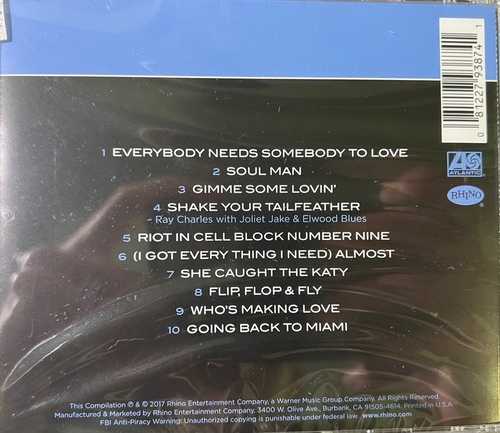 0 81227 93874 1
1 EVERYBODY NEEDS SOMEBODY TO LOVE
2 SOUL MAN
ATLANTIC
3 GIMME SOME LOVIN'
RHINO
4 SHAKE YOUR TAILFEATHER
– Ray Charles with Joliet Jake & Elwood Blues
5 RIOT IN CELL BLOCK NUMBER NINE
6 (I GOT EVERY THING I NEED) ALMOST
7 SHE CAUGHT THE KATY
8 FLIP, FLOP & FLY
9 WHO'S MAKING LOVE
10 GOING BACK TO MIAMI
This Compilation ℗ & © 2017 Rhino Entertainment Company, a Warner Music Group Company. All Rights Reserved.
Manufactured & Marketed by Rhino Entertainment Company, 3400 W. Olive Ave., Burbank, CA 91505-4614. Printed in U.S.A.
FBI Anti-Piracy Warning: Unauthorized copying is punishable under federal law. www.rhino.com